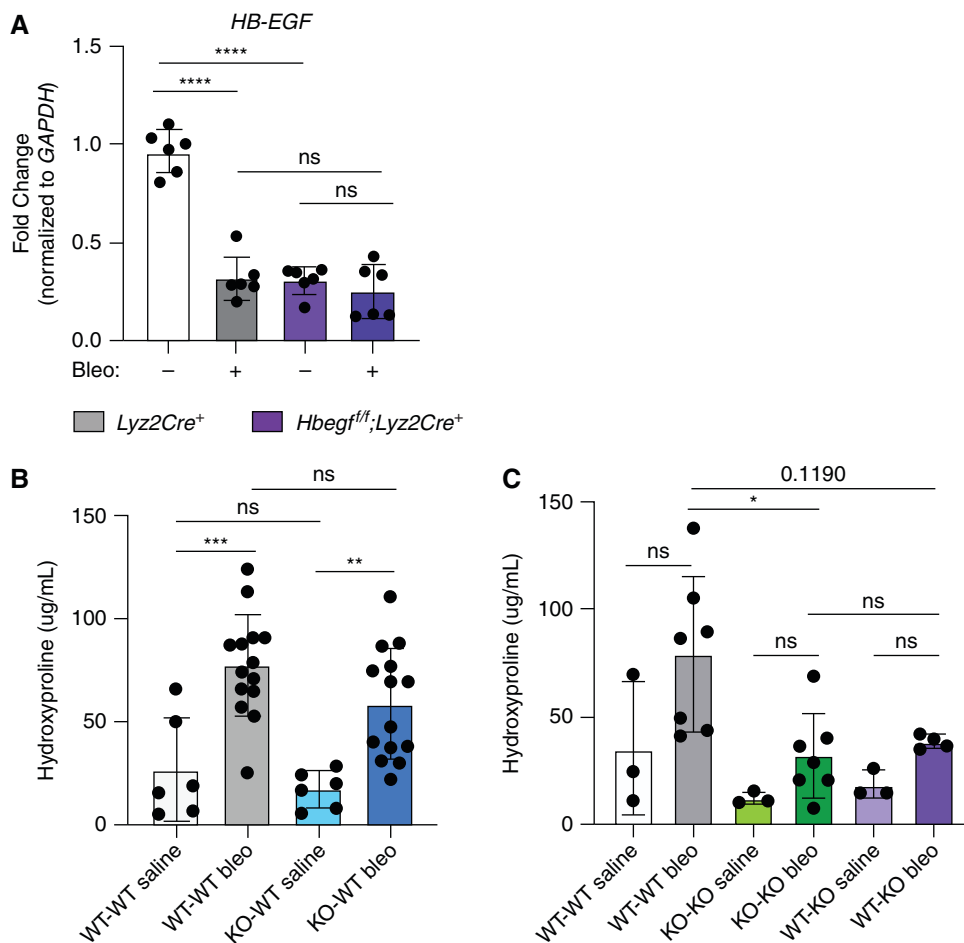 A
HB-EGF
Fold Change
(normalized to GAPDH)
1.5
1.0
0.5
0.0
****
****
ns
ns
Bleo: – + – +
Lyz2Cre+ Hbegff/f;Lyz2Cre+
B
Hydroxyproline (ug/mL)
150
100
50
0
ns
ns
***
**
WT-WT saline
WT-WT bleo
KO-WT saline
KO-WT bleo
C
Hydroxyproline (ug/mL)
150
100
50
0
0.1190
*
ns
ns
ns
ns
WT-WT saline
WT-WT bleo
KO-KO saline
KO-KO bleo
WT-KO saline
WT-KO bleo